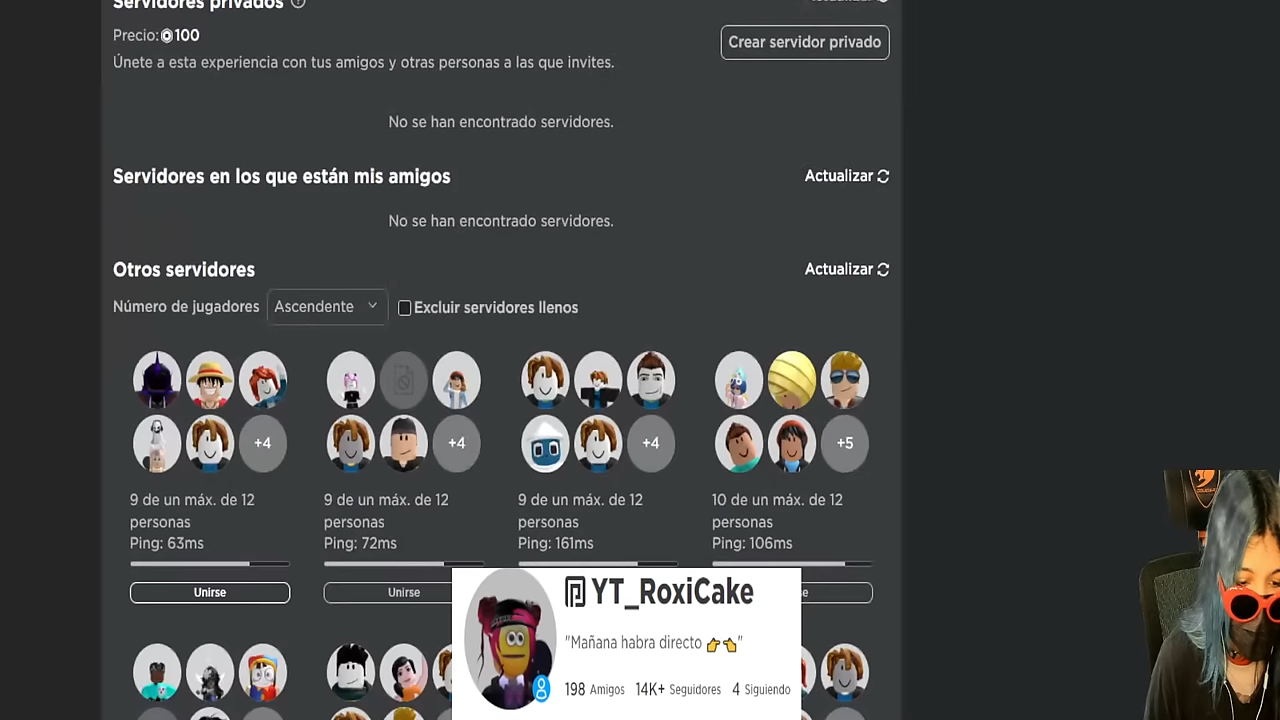 Servidores privados
Precio: 100
Crear servidor privado
Únete a esta experiencia con tus amigos y otras personas a las que invites.
No se han encontrado servidores.
Servidores en los que están mis amigos
Actualizar
No se han encontrado servidores.
Otros servidores
Actualizar
Número de jugadores
Ascendente
Excluir servidores llenos
+4
+4
+4
+5
9 de un máx. de 12
personas
Ping: 63ms
Unirse
9 de un máx. de 12
personas
Ping: 72ms
Unirse
9 de un máx. de 12
personas
Ping: 161ms
10 de un máx. de 12
personas
Ping: 106ms
YT_RoxiCake
"Mañana habra directo 👉👈"
198 Amigos 14K+ Seguidores 4 Siguiendo